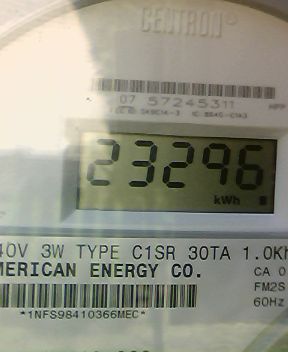 CENTRON®
07 57245311
23296
kWh
40V 3W TYPE C1SR 30TA 1.0Kh
MERICAN ENERGY CO.
CA 0
FM2S
60Hz
*1NFS98410366MEC*